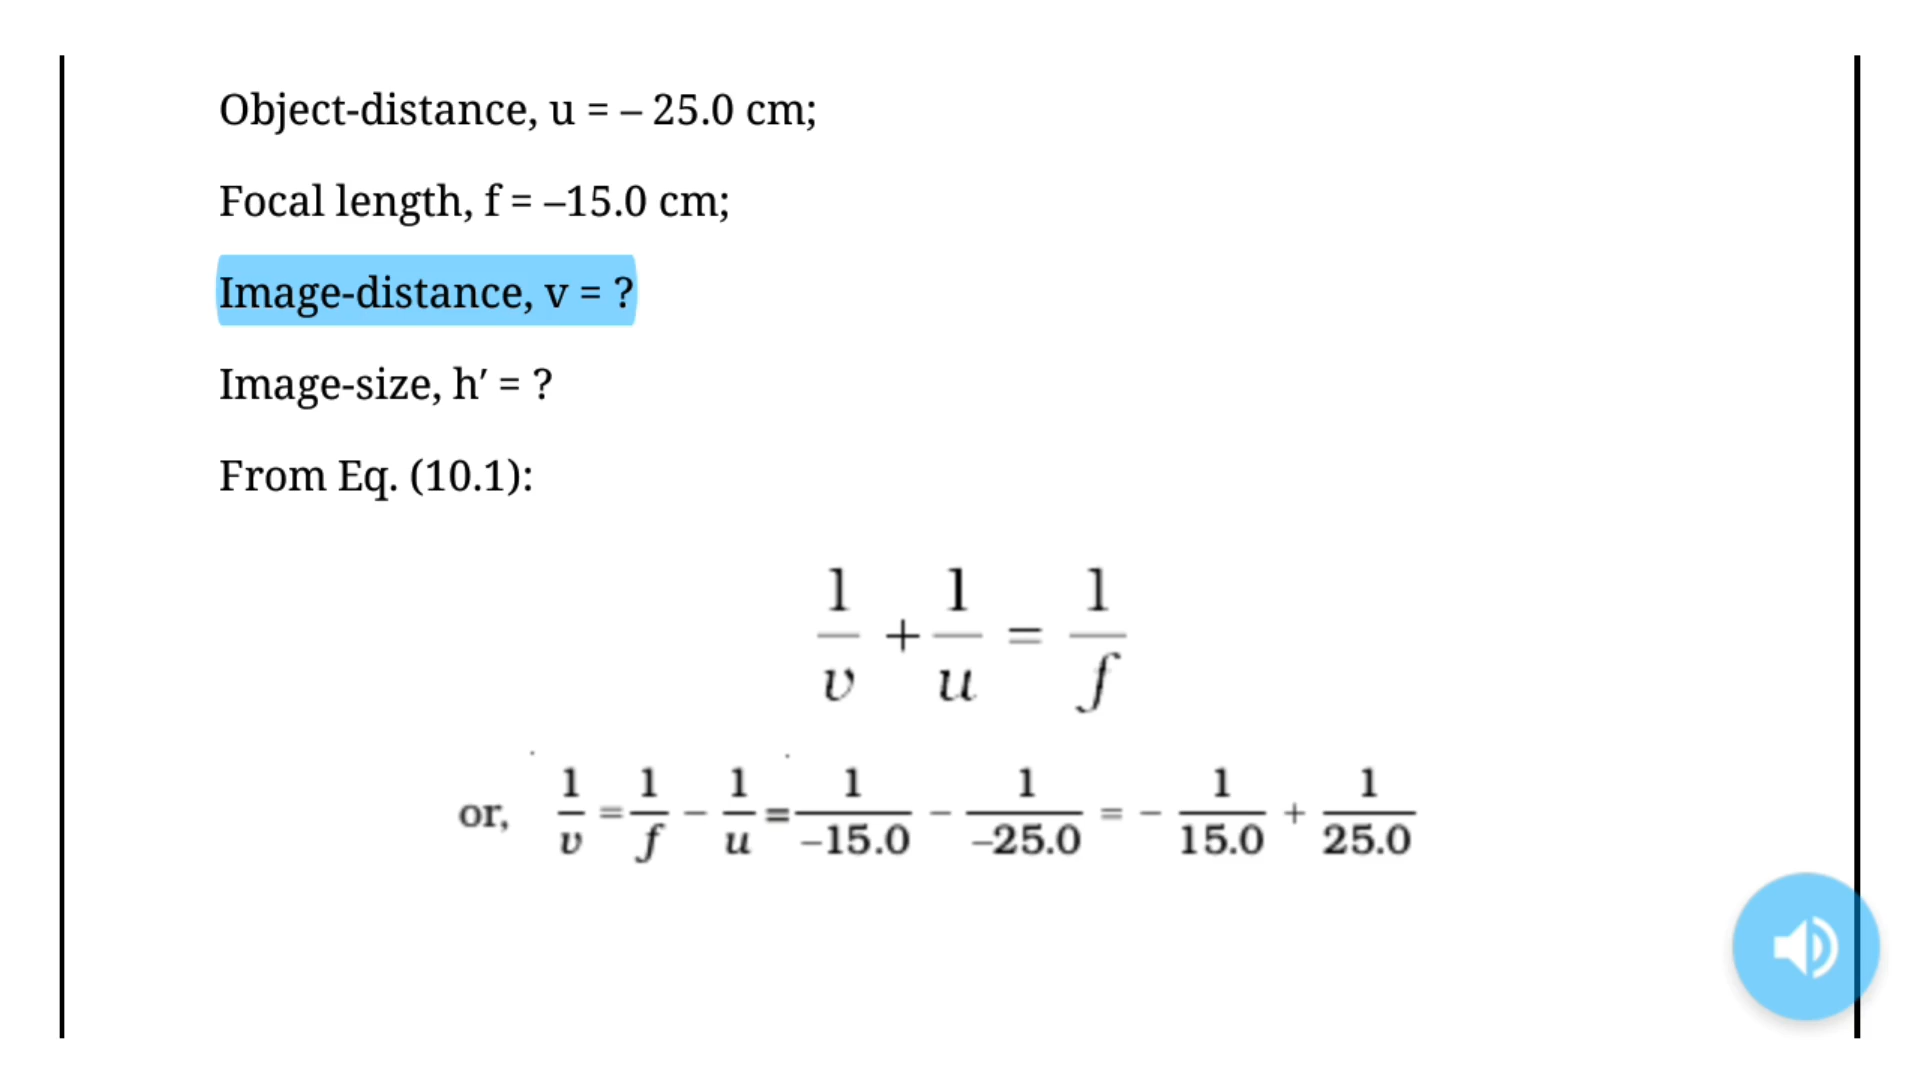 Object-distance, u = – 25.0 cm;
Focal length, f = –15.0 cm;
Image-distance, v = ?
Image-size, h′ = ?
From Eq. (10.1):
1/v + 1/u = 1/f
or, 1/v = 1/f − 1/u = 1/–15.0 − 1/–25.0 = − 1/15.0 + 1/25.0